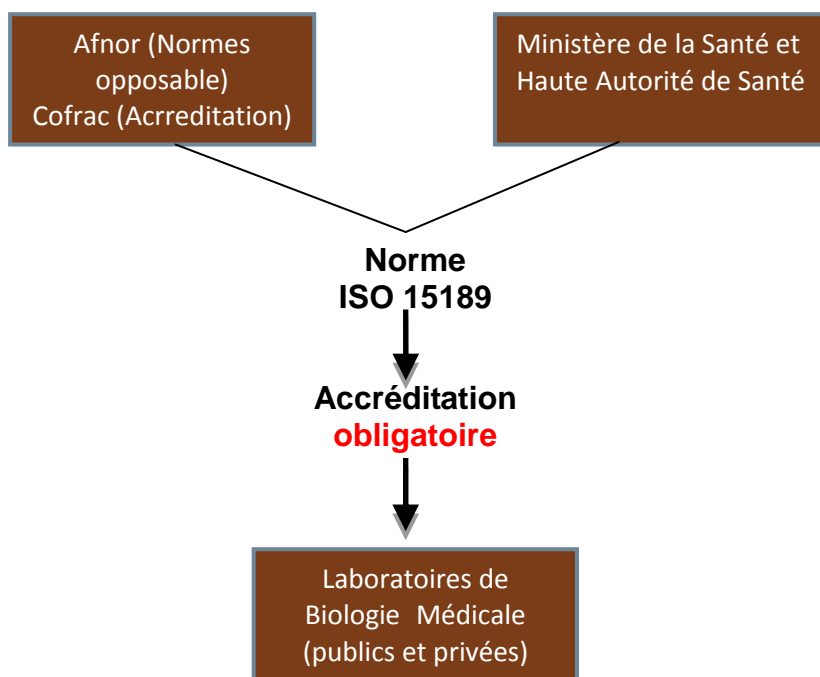 Afnor (Normes
opposable)
Cofrac (Acrreditation)
Ministère de la Santé et
Haute Autorité de Santé
Norme
ISO 15189
Accréditation
obligatoire
Laboratoires de
Biologie Médicale
(publics et privées)